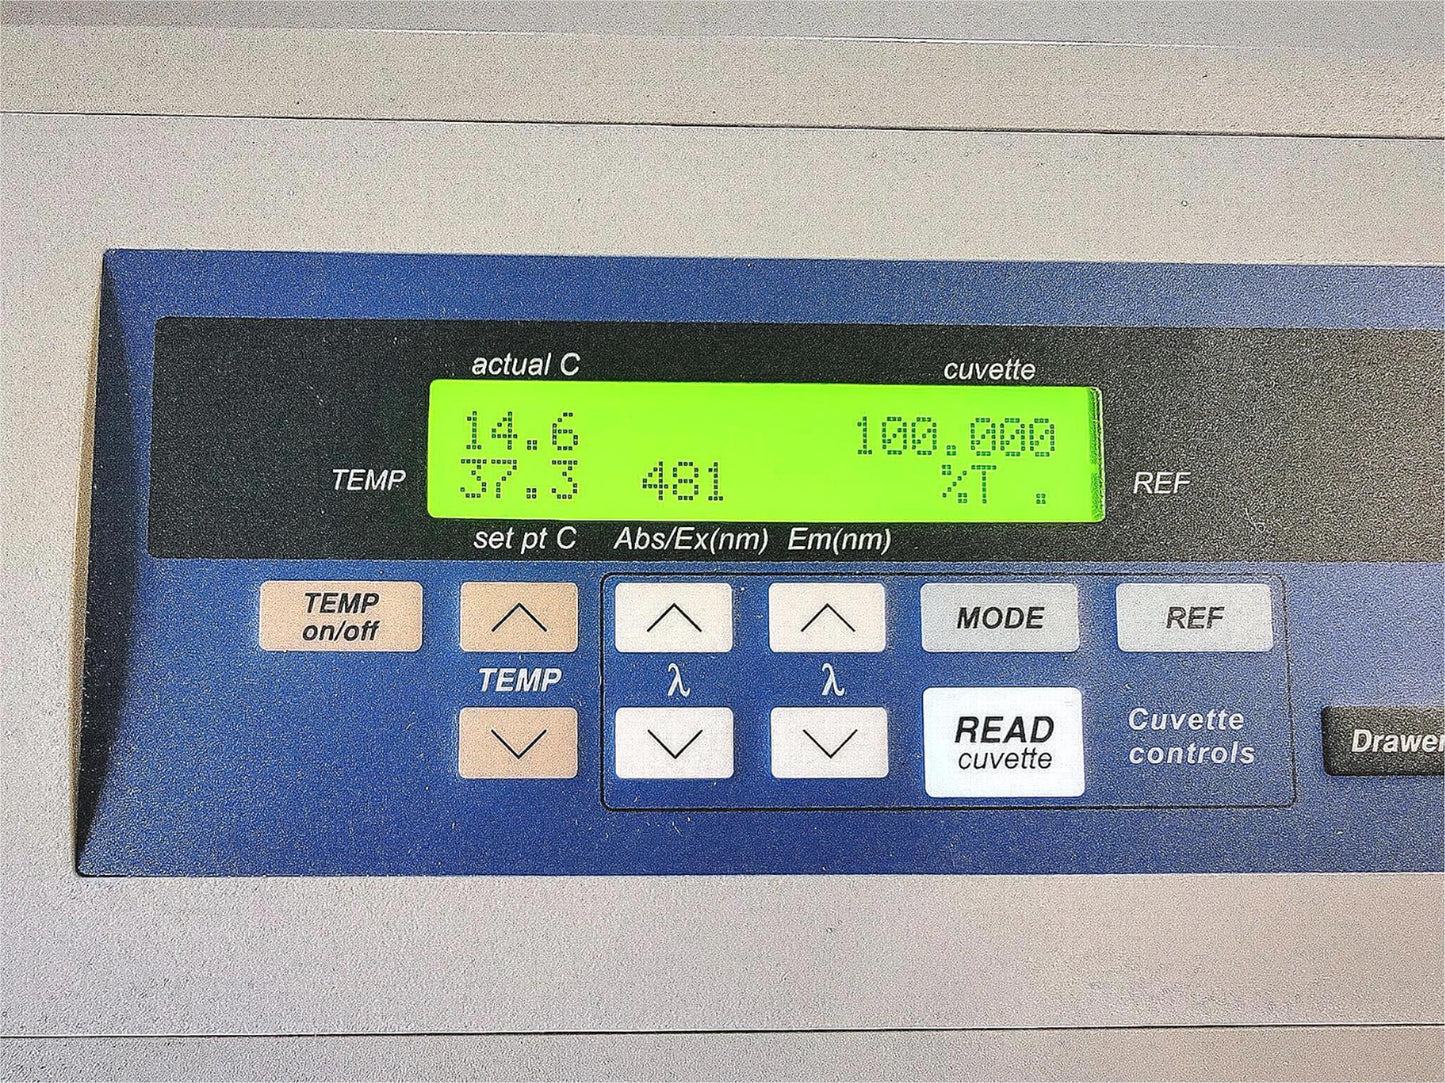 actual C cuvette
14.6 100.000
TEMP 37.3 481 %T . REF
set pt C Abs/Ex(nm) Em(nm)
TEMP
on/off
MODE REF
TEMP λ λ
READ
cuvette
Cuvette
controls
Drawer